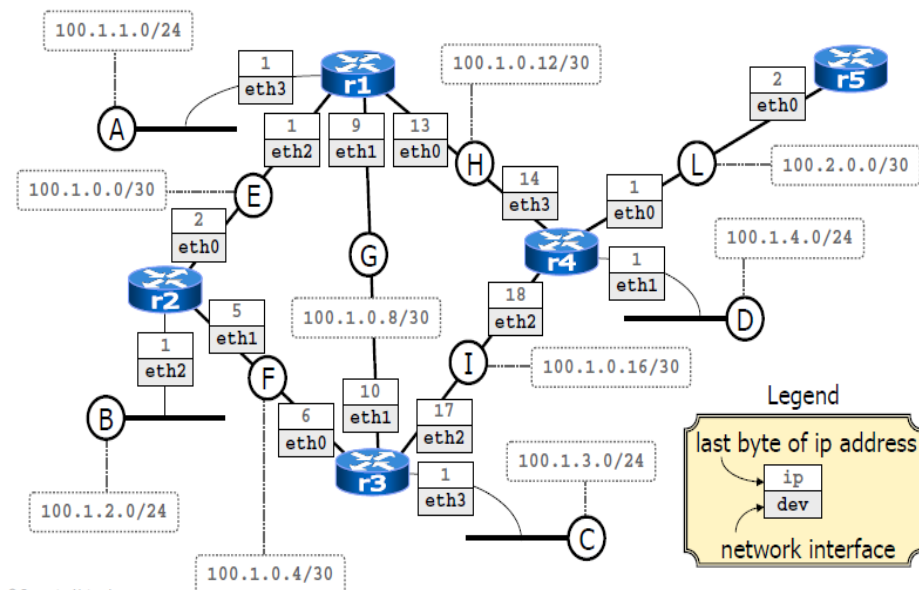 100.1.1.0/24
1
eth3
r1
100.1.0.12/30
2
eth0
r5
A
1
eth2
9
eth1
13
eth0
H
L
100.1.0.0/30
E
14
eth3
1
eth0
100.2.0.0/30
2
eth0
G
r4
1
eth1
100.1.4.0/24
r2
5
eth1
100.1.0.8/30
18
eth2
D
1
eth2
F
I
100.1.0.16/30
B
6
eth0
10
eth1
17
eth2
Legend
last byte of ip address
ip
dev
network interface
r3
1
eth3
100.1.3.0/24
100.1.2.0/24
C
100.1.0.4/30